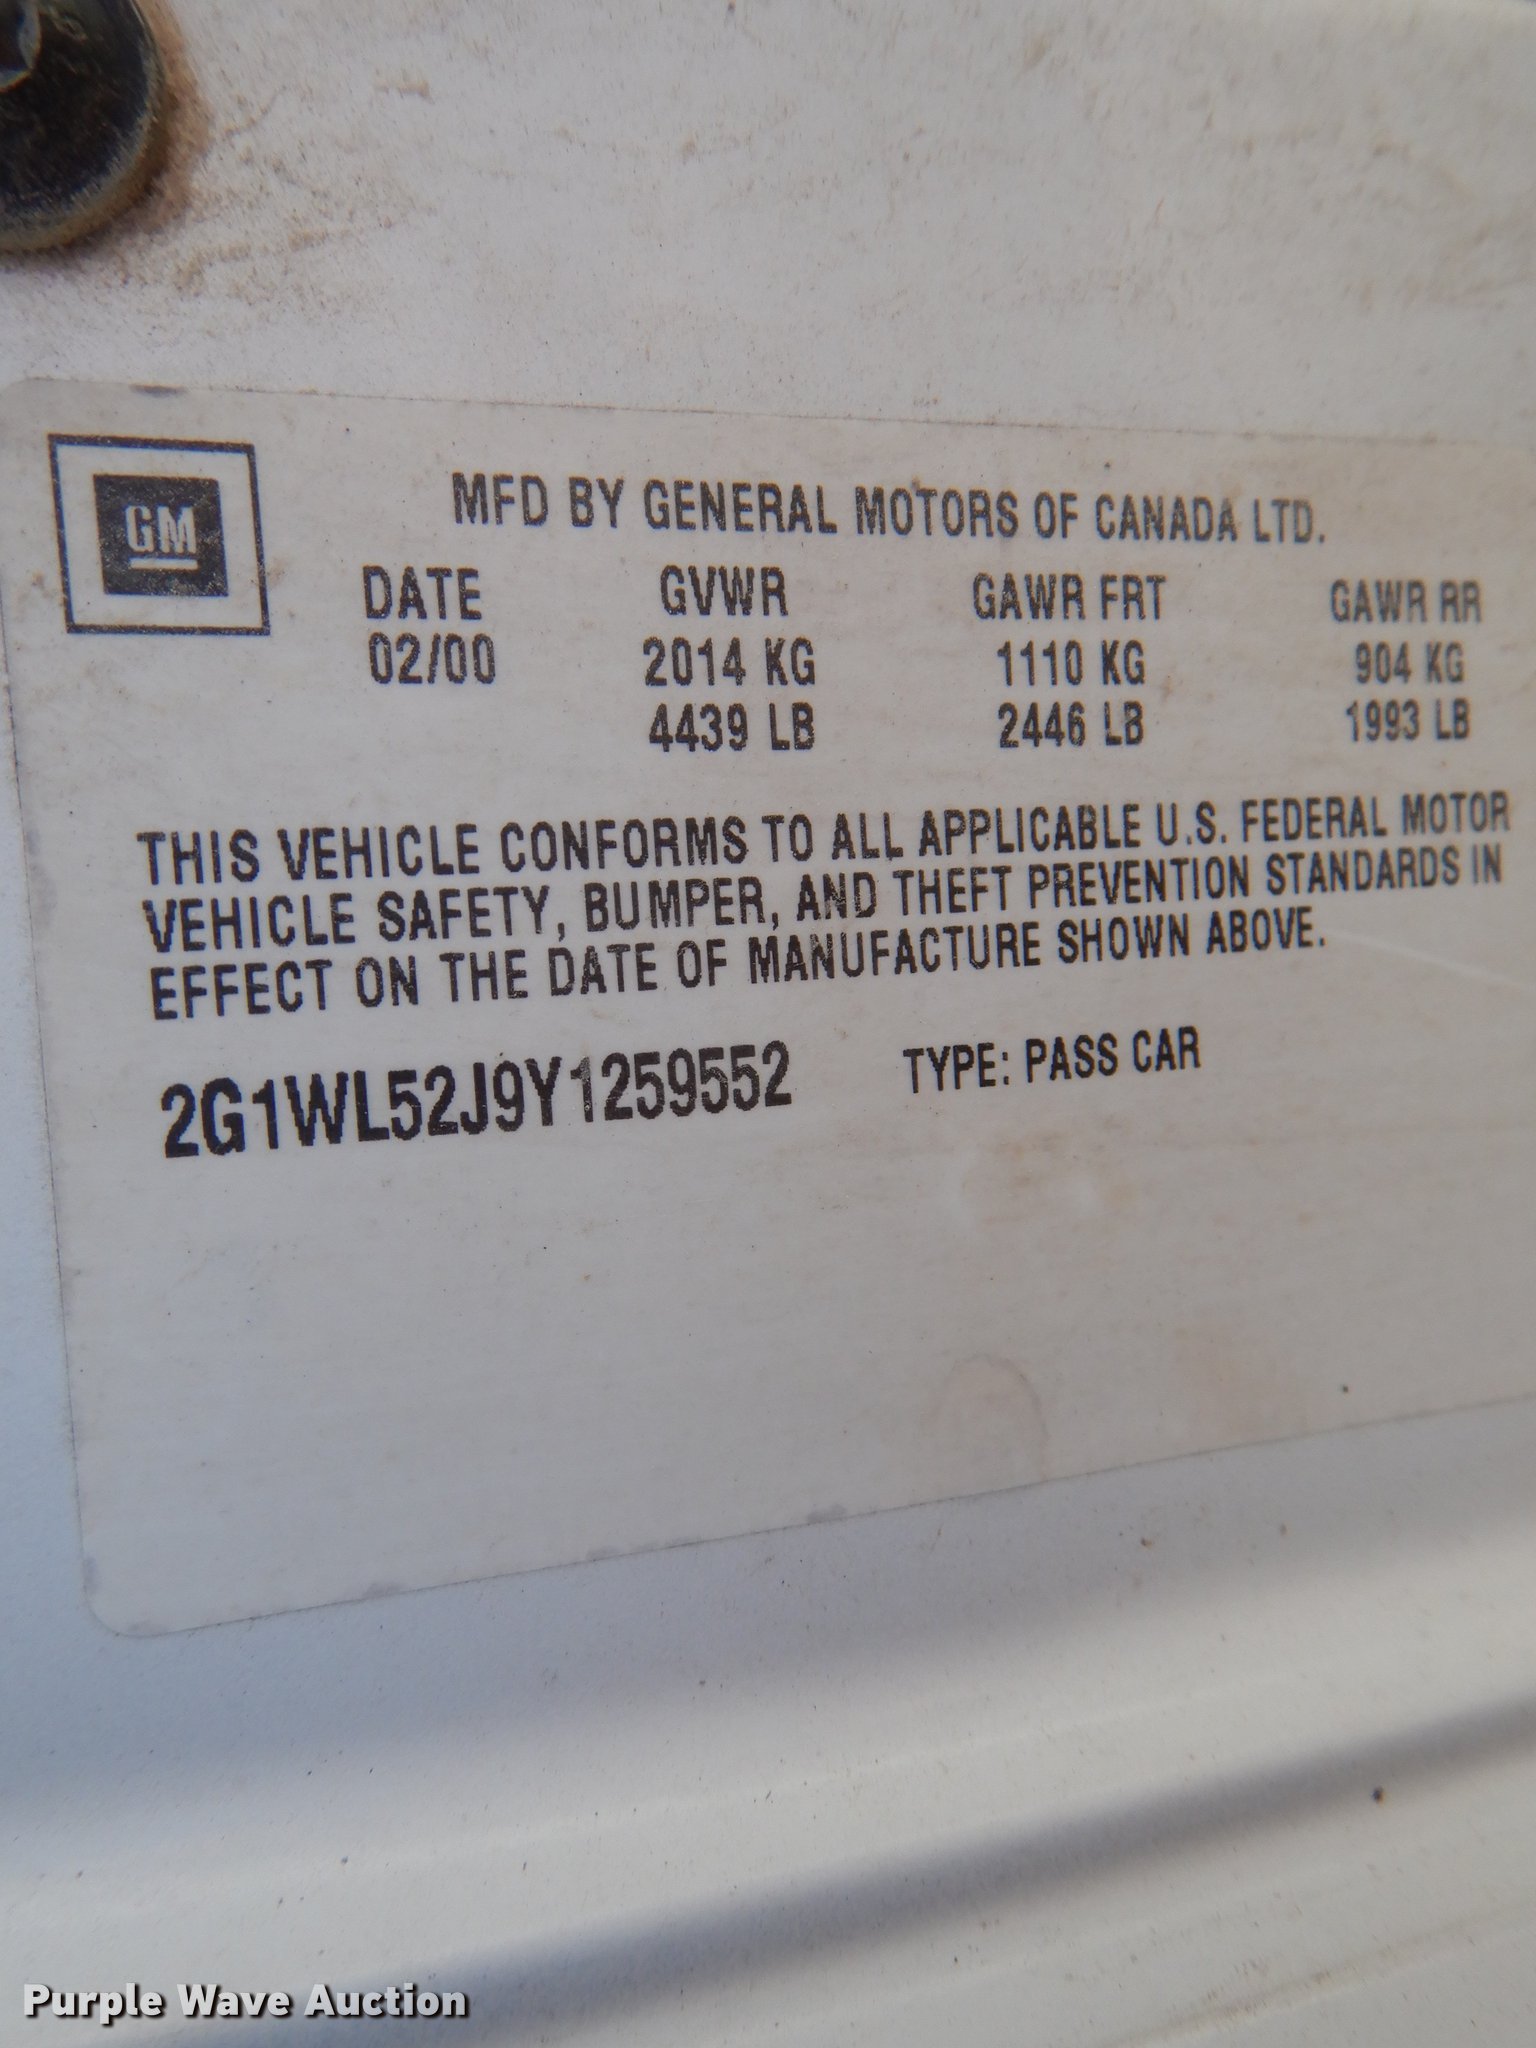 GM
MFD BY GENERAL MOTORS OF CANADA LTD.
DATE GVWR GAWR FRT GAWR RR
02/00 2014 KG 1110 KG 904 KG
4439 LB 2446 LB 1993 LB
THIS VEHICLE CONFORMS TO ALL APPLICABLE U.S. FEDERAL MOTOR
VEHICLE SAFETY, BUMPER, AND THEFT PREVENTION STANDARDS IN
EFFECT ON THE DATE OF MANUFACTURE SHOWN ABOVE.
2G1WL52J9Y1259552 TYPE: PASS CAR
Purple Wave Auction